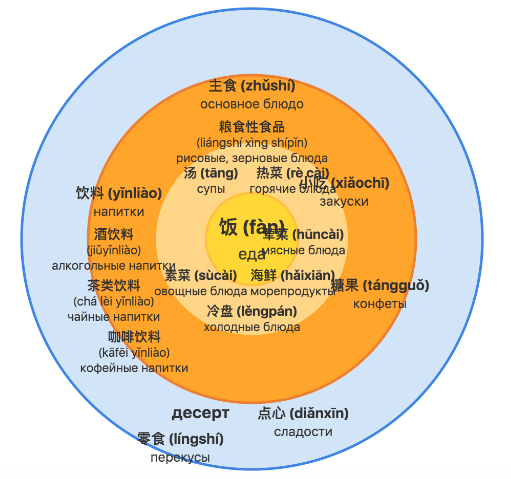 主食 (zhǔshí)
основное блюдо
粮食性食品
(liángshí xìng shípǐn)
рисовые, зерновые блюда
汤 (tāng)
супы
热菜 (rè cài)
горячие блюда
小吃 (xiǎochī)
закуски
饮料 (yǐnliào)
напитки
饭 (fàn)
еда
荤菜 (hūncài)
мясные блюда
酒饮料
(jiǔyǐnliào)
алкогольные напитки
素菜 (sùcài)
овощные блюда
海鲜 (hǎixiān)
морепродукты
茶类饮料
(chá lèi yǐnliào)
чайные напитки
糖果 (tángguǒ)
конфеты
冷盘 (lěngpán)
холодные блюда
咖啡饮料
(kāfēi yǐnliào)
кофейные напитки
десерт
点心 (diǎnxīn)
сладости
零食 (língshí)
перекусы